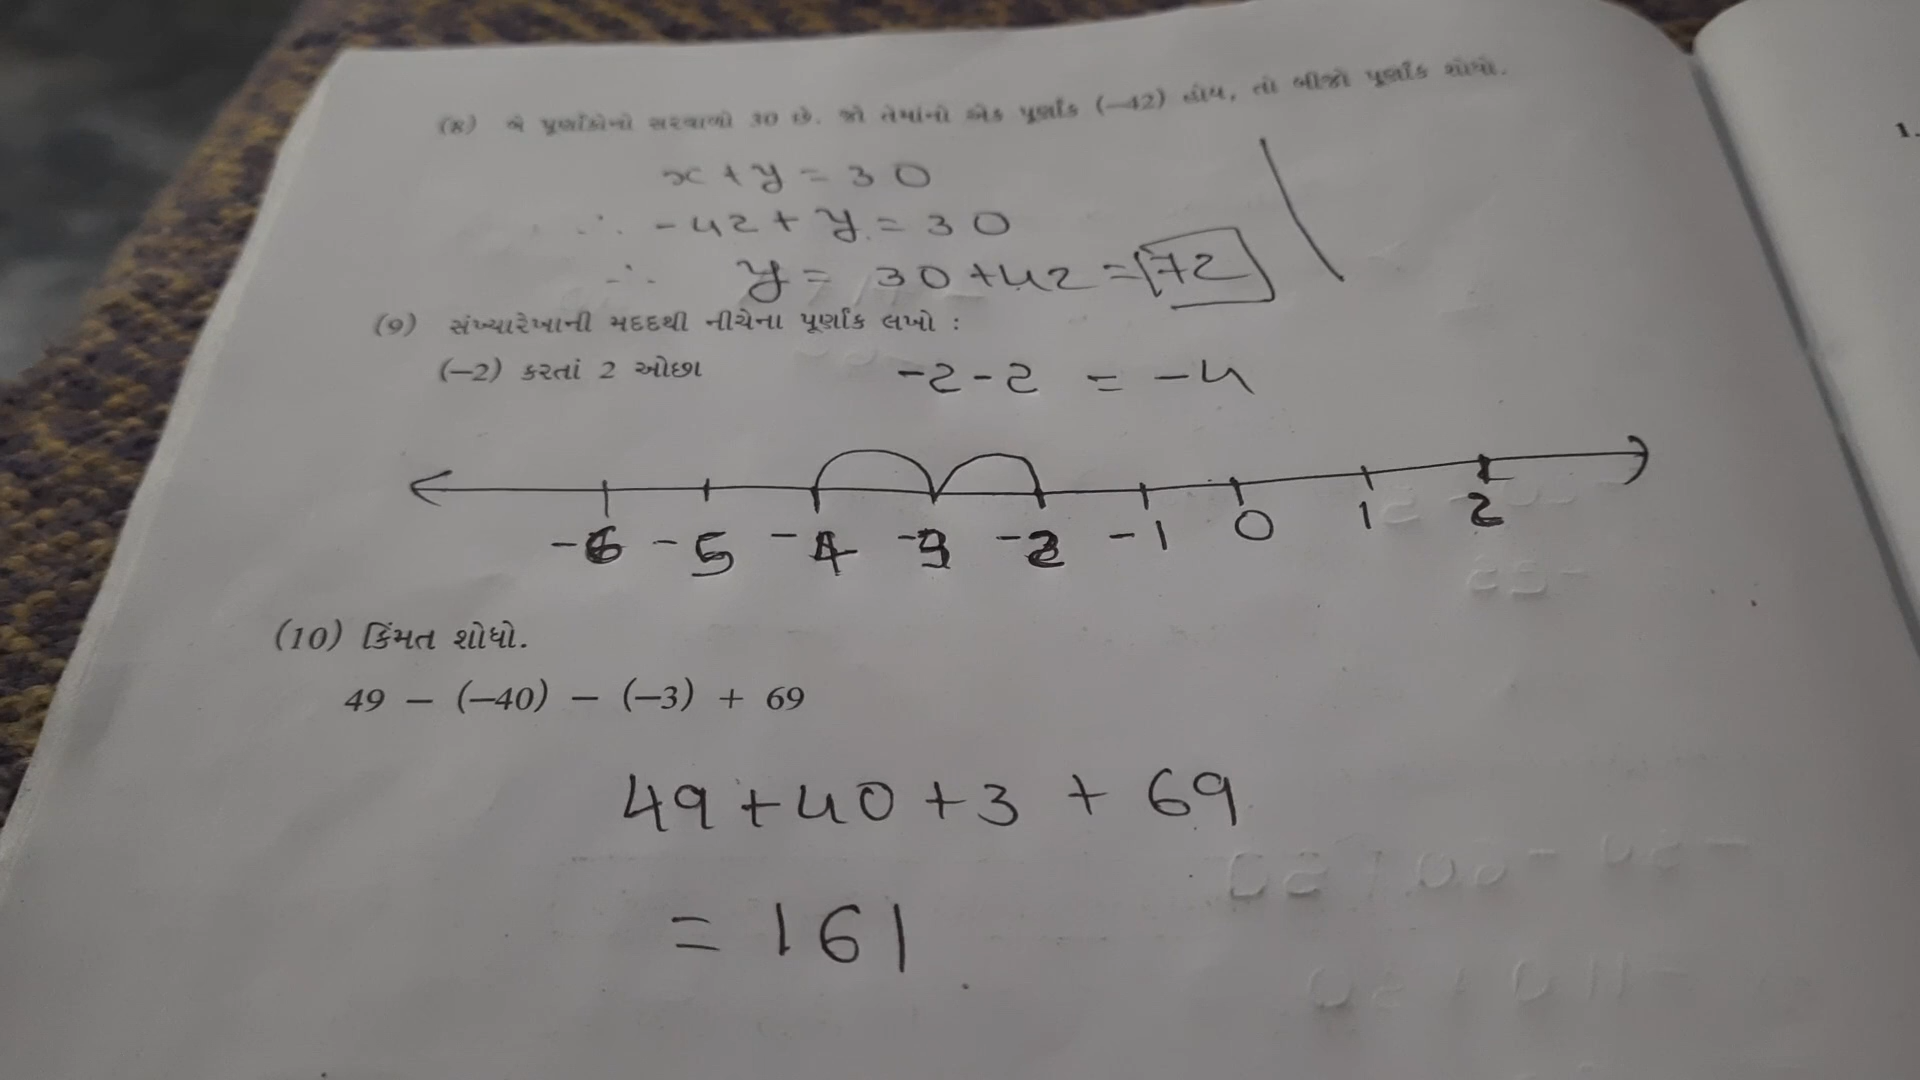 (8) બે પૂર્ણાંકોનો સરવાળો 30 છે. જો તેમાંનો એક પૂર્ણાંક (−42) હોય, તો બીજો પૂર્ણાંક શોધો.
x + y = 30
∴ -42 + y = 30
∴ y = 30 + 42 = 72
(9) સંખ્યારેખાની મદદથી નીચેના પૂર્ણાંક લખો :
(−2) કરતાં 2 ઓછા -2-2 = -4
-6 -5 -4 -3 -2 -1 0 1 2
(10) કિંમત શોધો.
49 − (−40) − (−3) + 69
49 + 40 + 3 + 69
= 161
1.